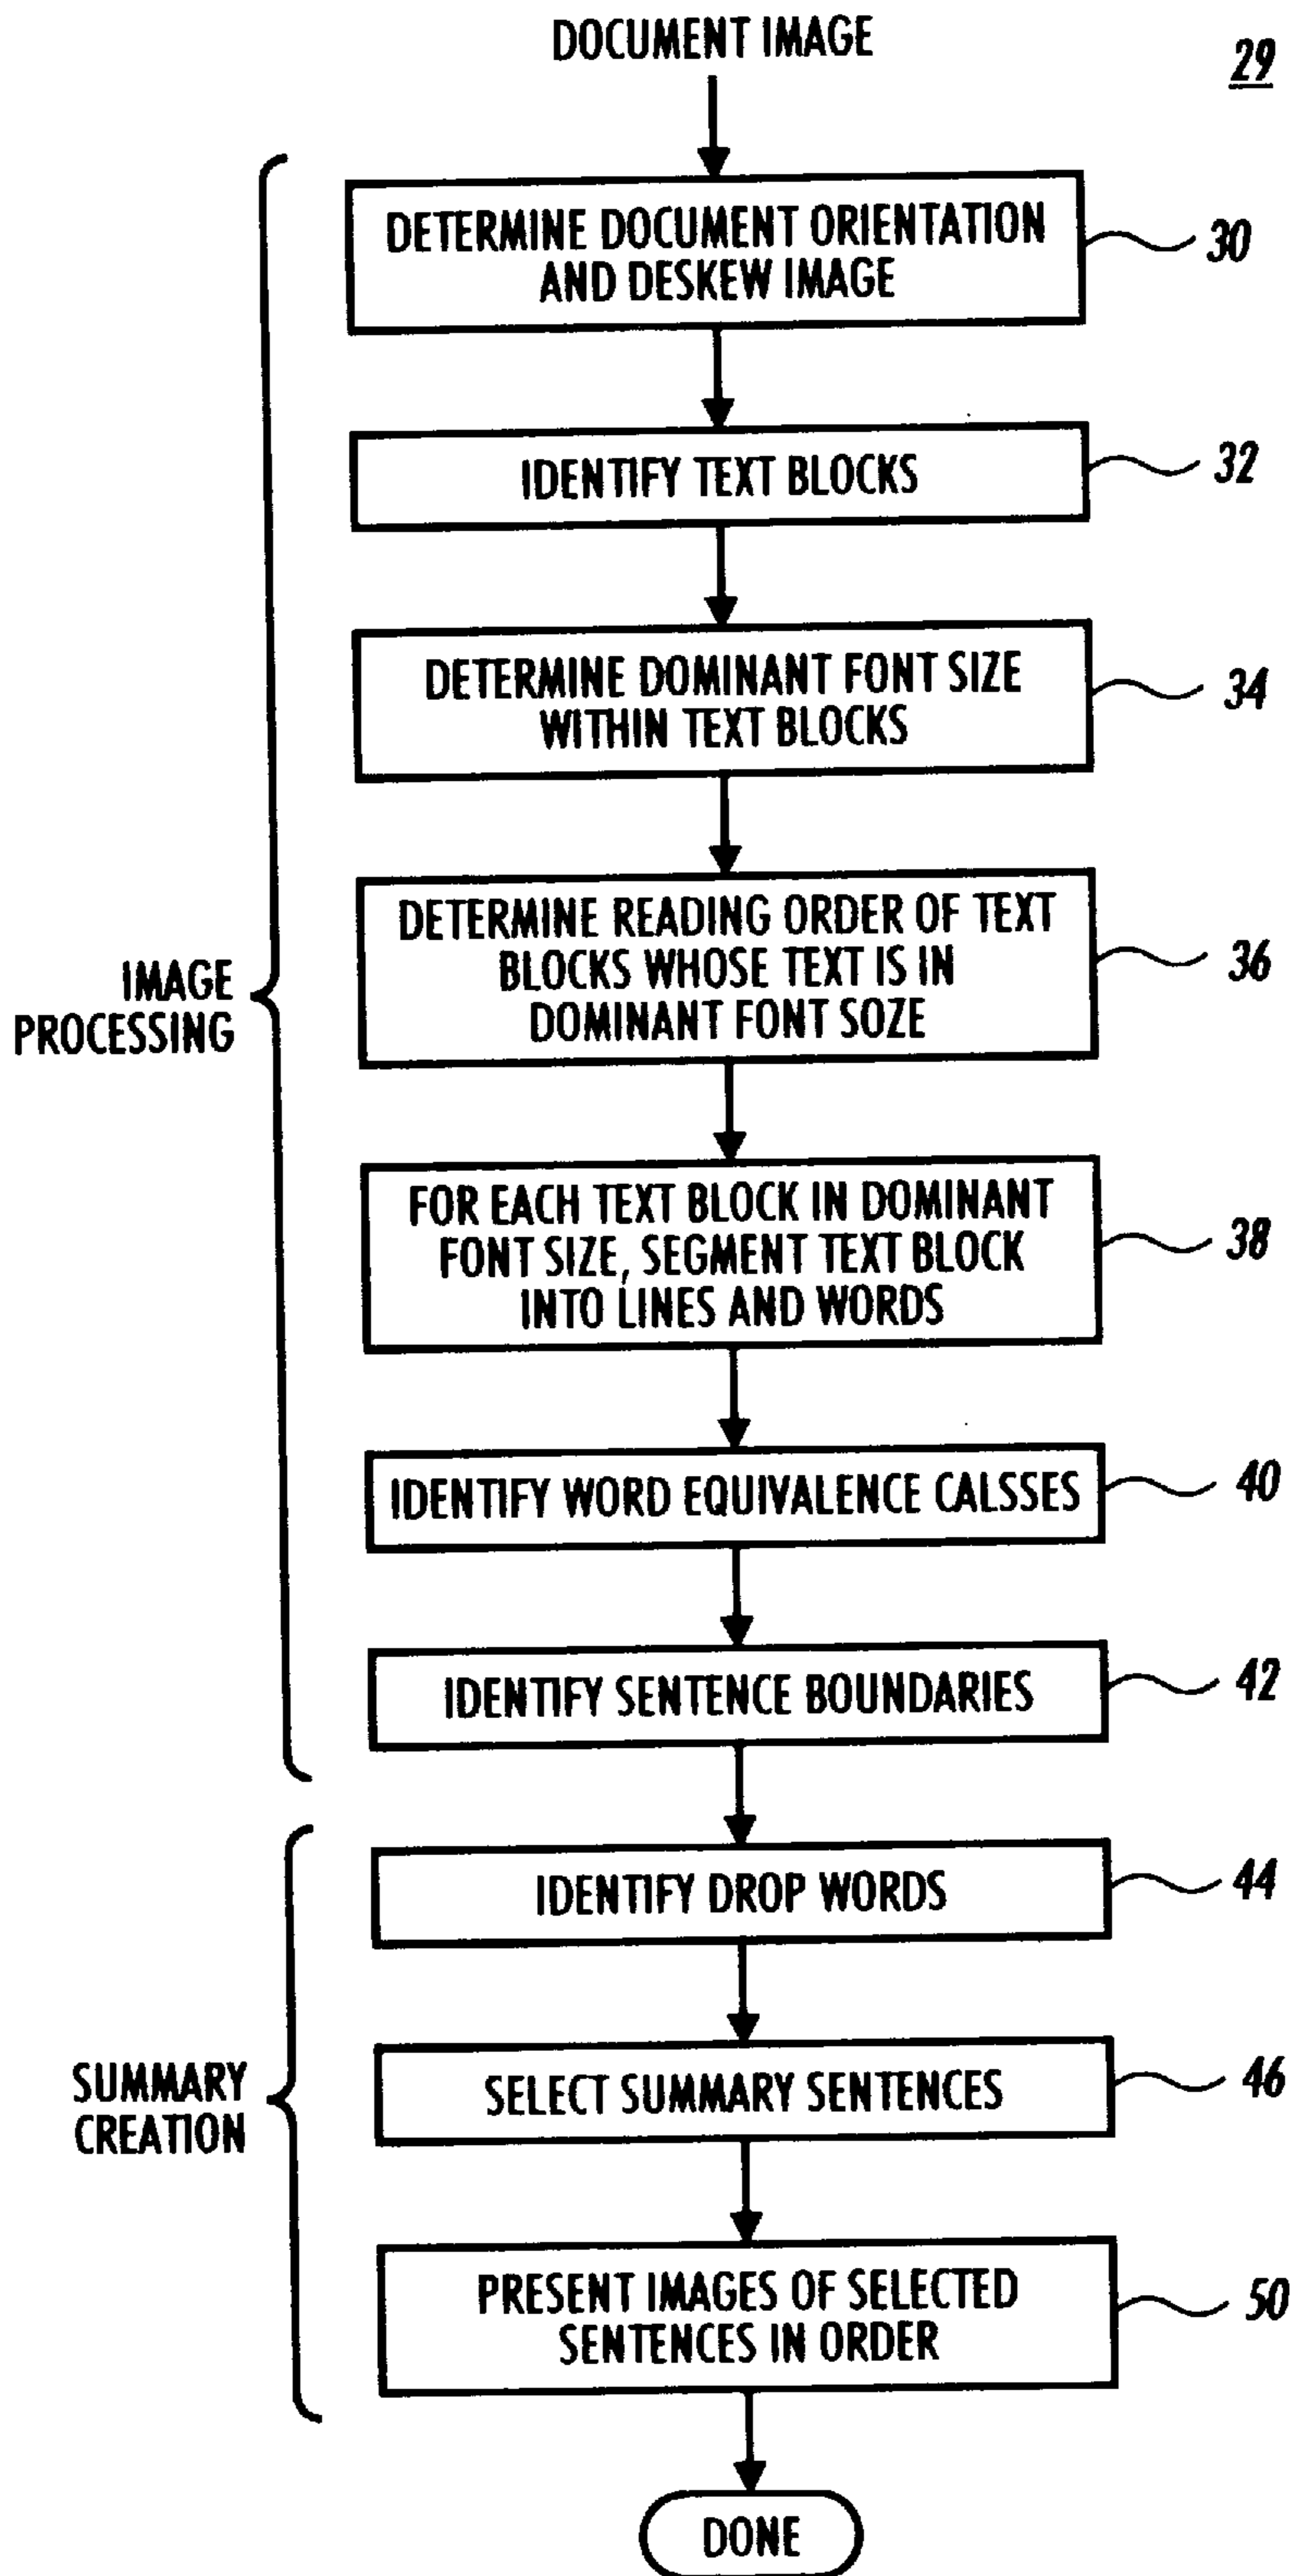 DOCUMENT IMAGE
29
DETERMINE DOCUMENT ORIENTATION
AND DESKEW IMAGE
30
IDENTIFY TEXT BLOCKS
32
DETERMINE DOMINANT FONT SIZE
WITHIN TEXT BLOCKS
34
DETERMINE READING ORDER OF TEXT
BLOCKS WHOSE TEXT IS IN
DOMINANT FONT SOZE
36
IMAGE
PROCESSING
FOR EACH TEXT BLOCK IN DOMINANT
FONT SIZE, SEGMENT TEXT BLOCK
INTO LINES AND WORDS
38
IDENTIFY WORD EQUIVALENCE CALSSES
40
IDENTIFY SENTENCE BOUNDARIES
42
IDENTIFY DROP WORDS
44
SUMMARY
CREATION
SELECT SUMMARY SENTENCES
46
PRESENT IMAGES OF SELECTED
SENTENCES IN ORDER
50
DONE